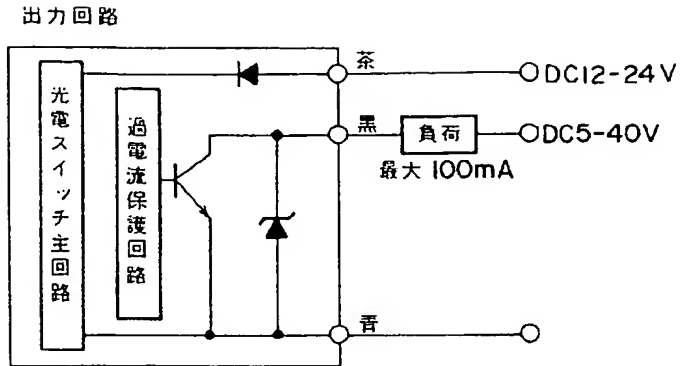 出力回路
茶
DC12-24V
黒
負荷
DC5-40V
最大 100mA
光電スイッチ主回路
過電流保護回路
青